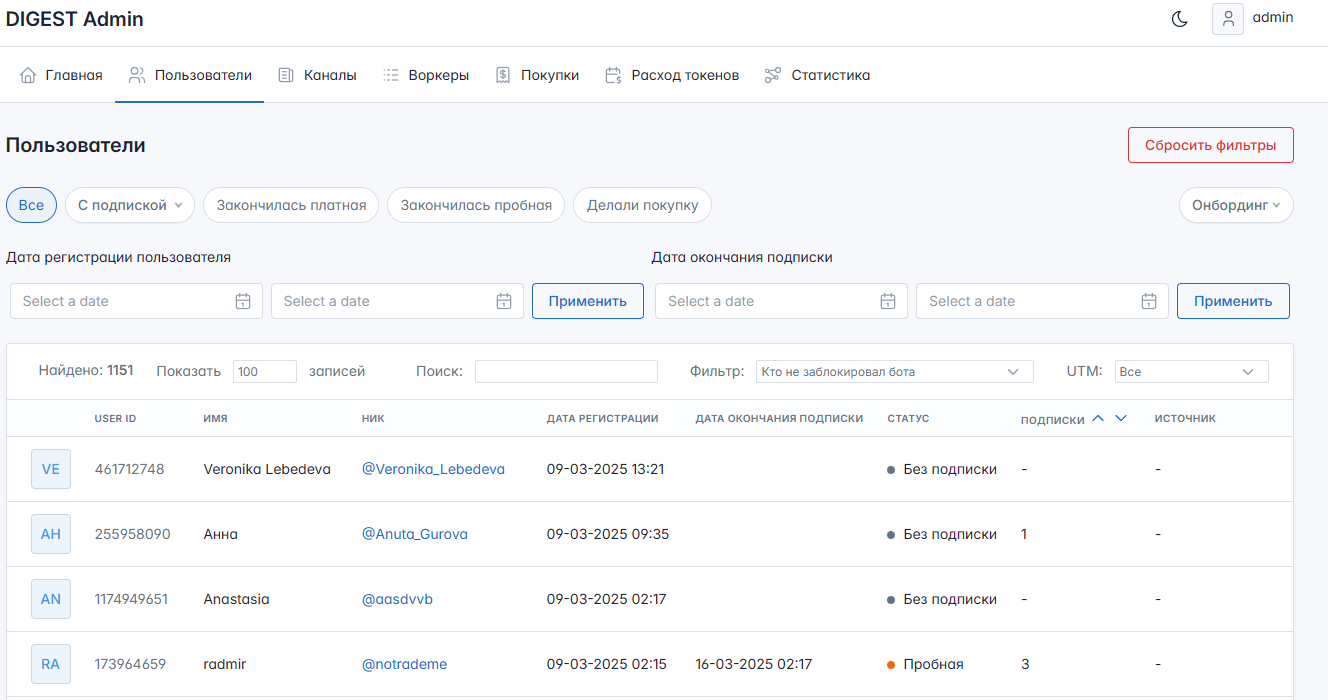 DIGEST Admin
admin
Главная Пользователи Каналы Воркеры Покупки Расход токенов Статистика
Пользователи
Сбросить фильтры
Все С подпиской Закончилась платная Закончилась пробная Делали покупку Онбординг
Дата регистрации пользователя Дата окончания подписки
Select a date Select a date Применить Select a date Select a date Применить
Найдено: 1151 Показать 100 записей Поиск: Фильтр: Кто не заблокировал бота UTM: Все
USER ID ИМЯ НИК ДАТА РЕГИСТРАЦИИ ДАТА ОКОНЧАНИЯ ПОДПИСКИ СТАТУС подписки ИСТОЧНИК
VE 461712748 Veronika Lebedeva @Veronika_Lebedeva 09-03-2025 13:21 Без подписки - -
АН 255958090 Анна @Anuta_Gurova 09-03-2025 09:35 Без подписки 1 -
AN 1174949651 Anastasia @aasdvvb 09-03-2025 02:17 Без подписки - -
RA 173964659 radmir @notrademe 09-03-2025 02:15 16-03-2025 02:17 Пробная 3 -